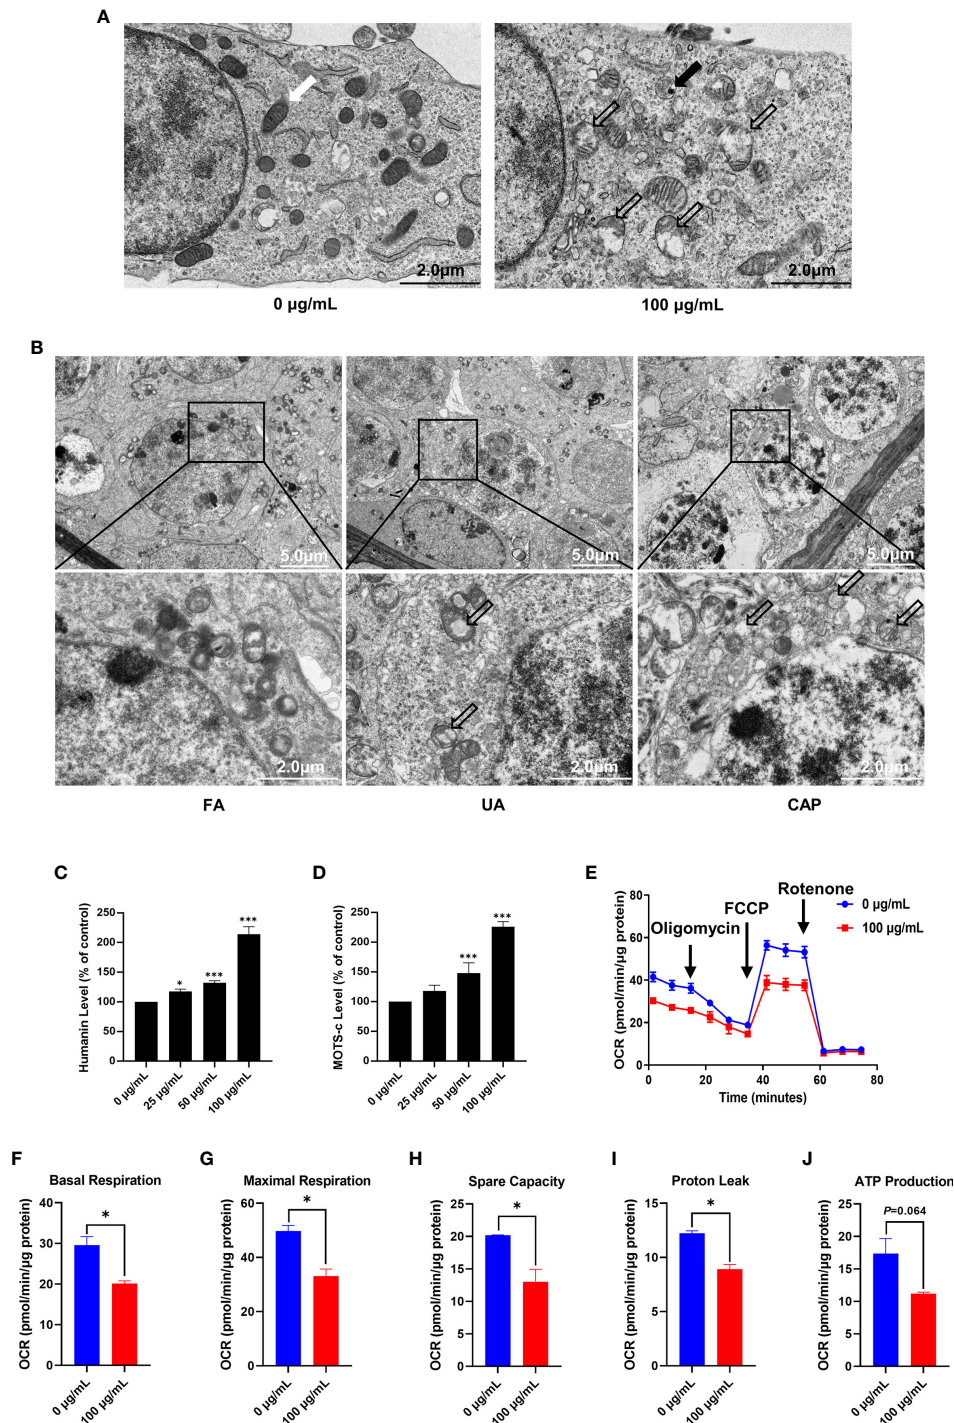 A
2.0μm
2.0μm
0 μg/mL
100 μg/mL
B
5.0μm
5.0μm
5.0μm
2.0μm
2.0μm
2.0μm
FA
UA
CAP
C
Humanin Level (% of control)
250
200
150
100
50
0
*
***
***
0 μg/mL
25 μg/mL
50 μg/mL
100 μg/mL
D
MOTS-c Level (% of control)
250
200
150
100
50
0
***
***
0 μg/mL
25 μg/mL
50 μg/mL
100 μg/mL
E
OCR (pmol/min/μg protein)
80
60
40
20
0
Oligomycin
FCCP
Rotenone
0 μg/mL
100 μg/mL
0
20
40
60
80
Time (minutes)
F
Basal Respiration
OCR (pmol/min/μg protein)
40
30
20
10
0
*
0 μg/mL
100 μg/mL
G
Maximal Respiration
OCR (pmol/min/μg protein)
60
40
20
0
*
0 μg/mL
100 μg/mL
H
Spare Capacity
OCR (pmol/min/μg protein)
25
20
15
10
5
0
*
0 μg/mL
100 μg/mL
I
Proton Leak
OCR (pmol/min/μg protein)
15
12
9
6
3
0
*
0 μg/mL
100 μg/mL
J
ATP Production
OCR (pmol/min/μg protein)
25
20
15
10
5
0
P=0.064
0 μg/mL
100 μg/mL